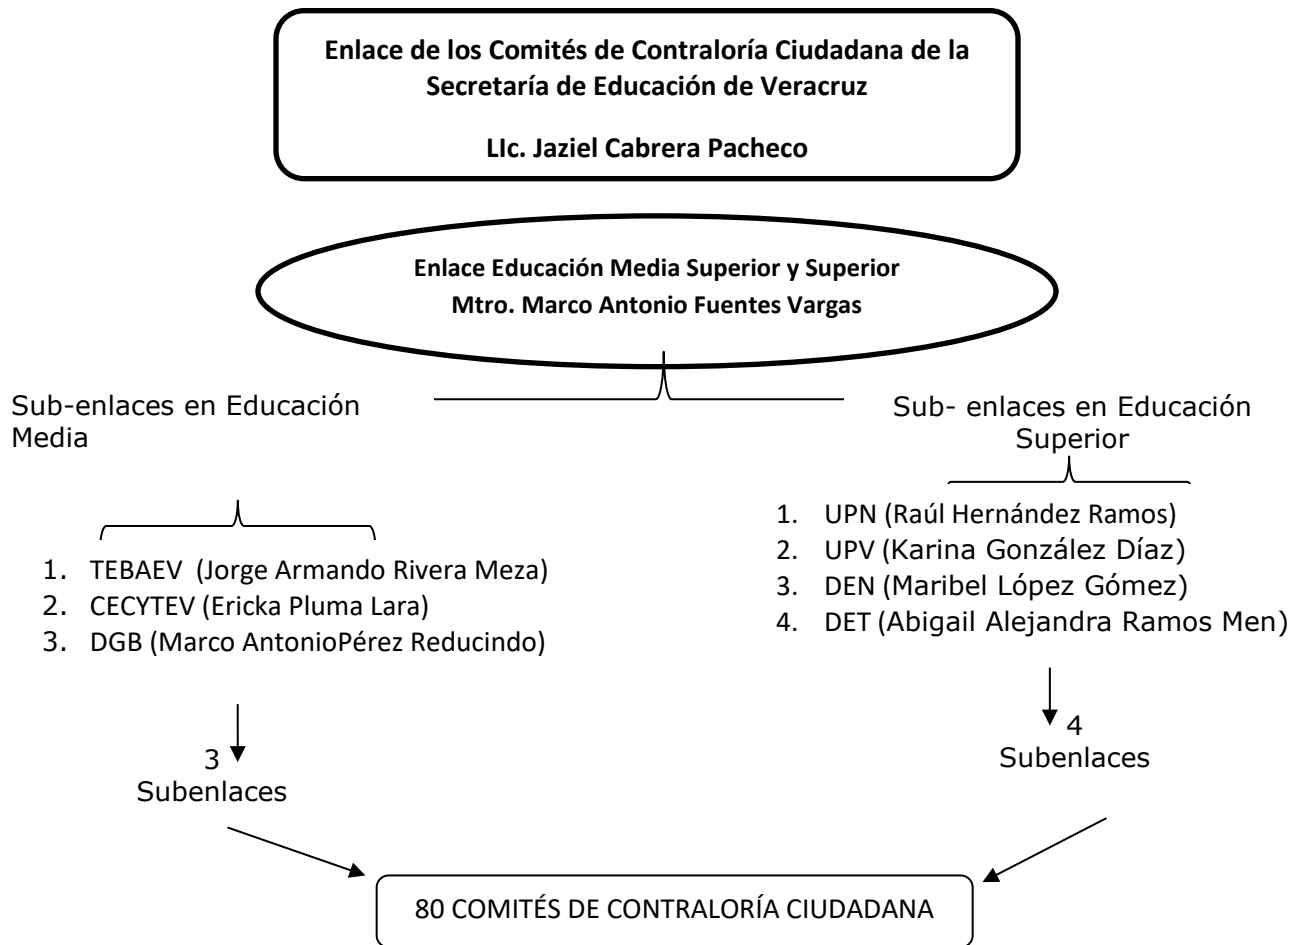 Enlace de los Comités de Contraloría Ciudadana de la
Secretaría de Educación de Veracruz
LIc. Jaziel Cabrera Pacheco
Enlace Educación Media Superior y Superior
Mtro. Marco Antonio Fuentes Vargas
Sub-enlaces en Educación
Media
1. TEBAEV (Jorge Armando Rivera Meza)
2. CECYTEV (Ericka Pluma Lara)
3. DGB (Marco AntonioPérez Reducindo)
3
Subenlaces
Sub- enlaces en Educación
Superior
1. UPN (Raúl Hernández Ramos)
2. UPV (Karina González Díaz)
3. DEN (Maribel López Gómez)
4. DET (Abigail Alejandra Ramos Men)
4
Subenlaces
80 COMITÉS DE CONTRALORÍA CIUDADANA